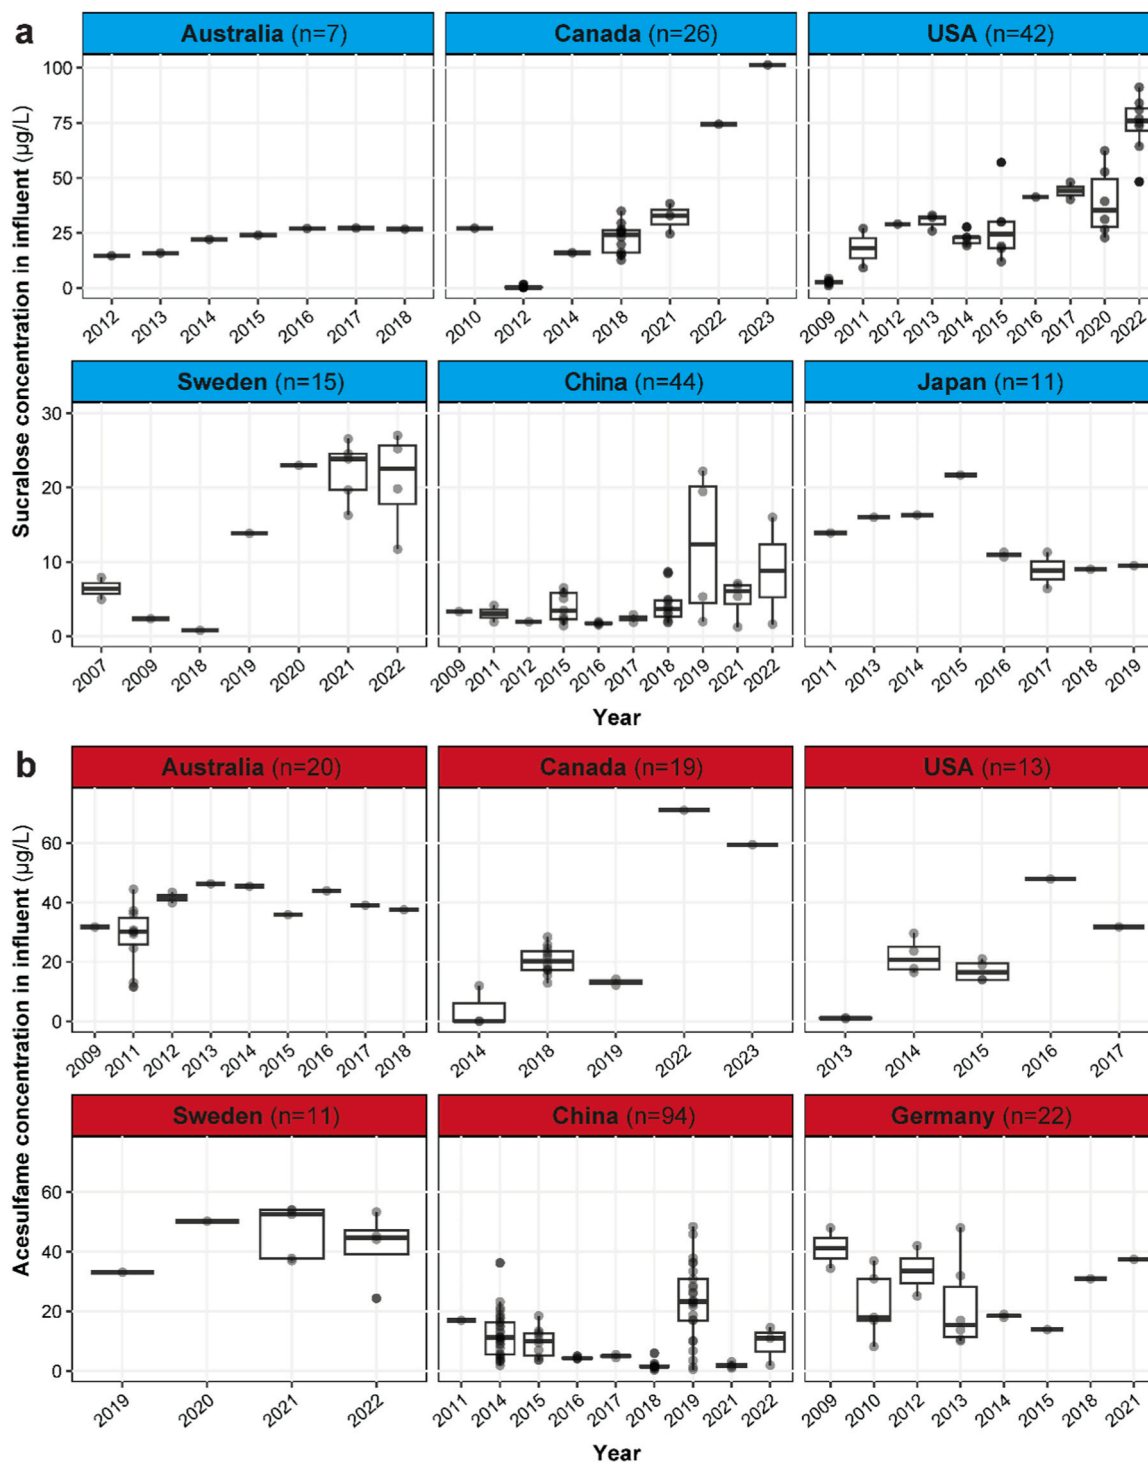 a
Australia (n=7)
Canada (n=26)
USA (n=42)
Sucralose concentration in influent (µg/L)
100
75
50
25
0
2012 2013 2014 2015 2016 2017 2018
2010 2012 2014 2018 2021 2022 2023
2009 2011 2012 2013 2014 2015 2016 2017 2020 2022
Sweden (n=15)
China (n=44)
Japan (n=11)
30
20
10
0
2007 2009 2018 2019 2020 2021 2022
2009 2011 2012 2015 2016 2017 2018 2019 2021 2022
2011 2013 2014 2015 2016 2017 2018 2019
Year
b
Australia (n=20)
Canada (n=19)
USA (n=13)
Acesulfame concentration in influent (µg/L)
60
40
20
0
2009 2011 2012 2013 2014 2015 2016 2017 2018
2014 2018 2019 2022 2023
2013 2014 2015 2016 2017
Sweden (n=11)
China (n=94)
Germany (n=22)
60
40
20
0
2019 2020 2021 2022
2011 2014 2015 2016 2017 2018 2019 2021 2022
2009 2010 2012 2013 2014 2015 2018 2021
Year